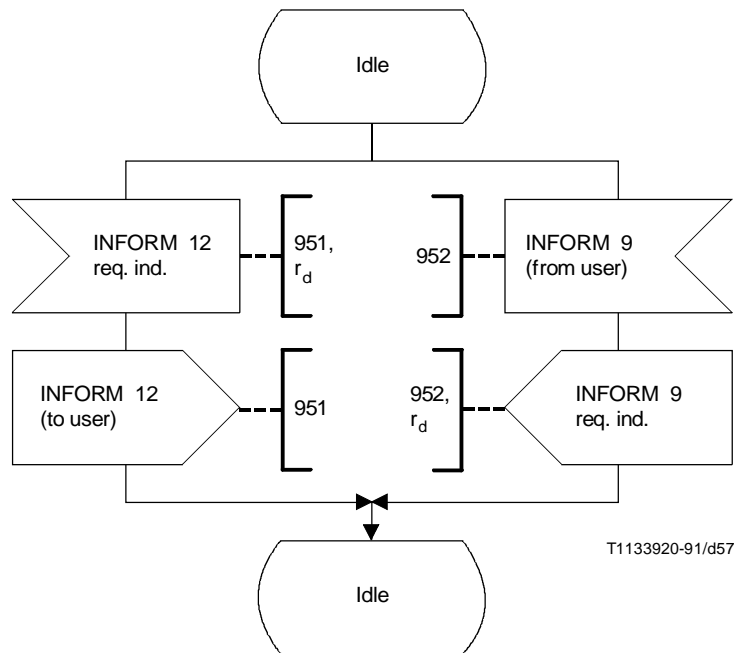 Idle
INFORM 12
req. ind.
951,
r_d
952
INFORM 9
(from user)
INFORM 12
(to user)
951
952,
r_d
INFORM 9
req. ind.
T1133920-91/d57
Idle